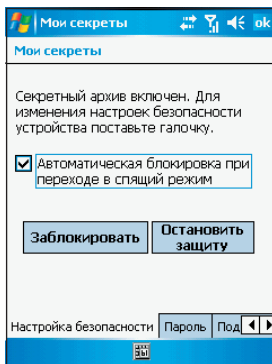 Мои секреты
ok
Мои секреты
Секретный архив включен. Для
изменения настроек безопасности
устройства поставьте галочку.
Автоматическая блокировка при
переходе в спящий режим
Заблокировать
Остановить
защиту
Настройка безопасности
Пароль
Под